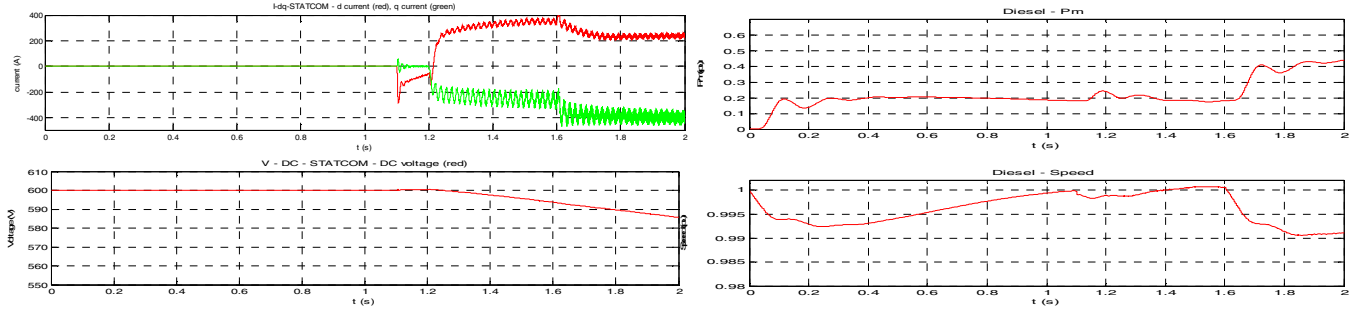 I-dq-STATCOM - d current (red), q current (green)
current (A)
400
200
0
-200
-400
0 0.2 0.4 0.6 0.8 1 1.2 1.4 1.6 1.8 2
t (s)
V - DC - STATCOM - DC voltage (red)
Voltage(V)
610
600
590
580
570
560
550
0 0.2 0.4 0.6 0.8 1 1.2 1.4 1.6 1.8 2
t (s)
Diesel - Pm
0.6
0.5
0.4
0.3
0.2
0.1
0
0 0.2 0.4 0.6 0.8 1 1.2 1.4 1.6 1.8 2
t (s)
Diesel - Speed
1
0.995
0.99
0.985
0.98
0 0.2 0.4 0.6 0.8 1 1.2 1.4 1.6 1.8 2
t (s)